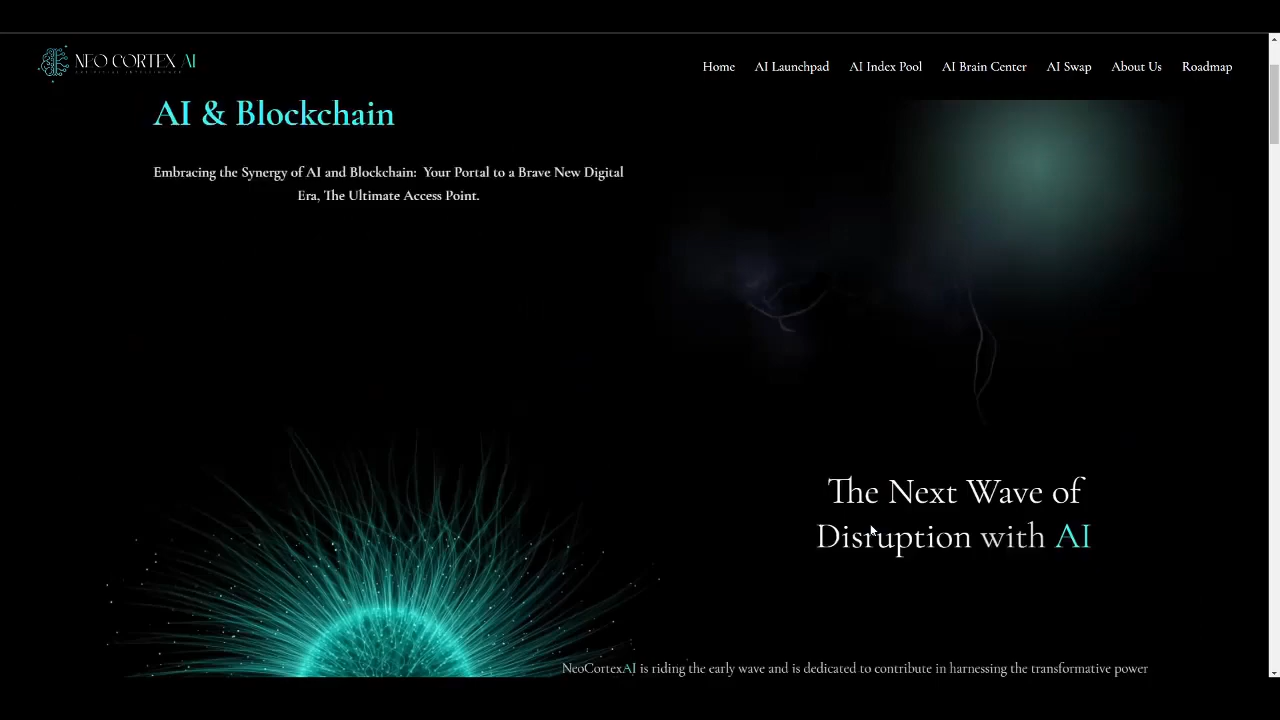 NEO CORTEX AI
Home AI Launchpad AI Index Pool AI Brain Center AI Swap About Us Roadmap
AI & Blockchain
Embracing the Synergy of AI and Blockchain: Your Portal to a Brave New Digital
Era, The Ultimate Access Point.
The Next Wave of
Disruption with AI
NeoCortexAI is riding the early wave and is dedicated to contribute in harnessing the transformative power